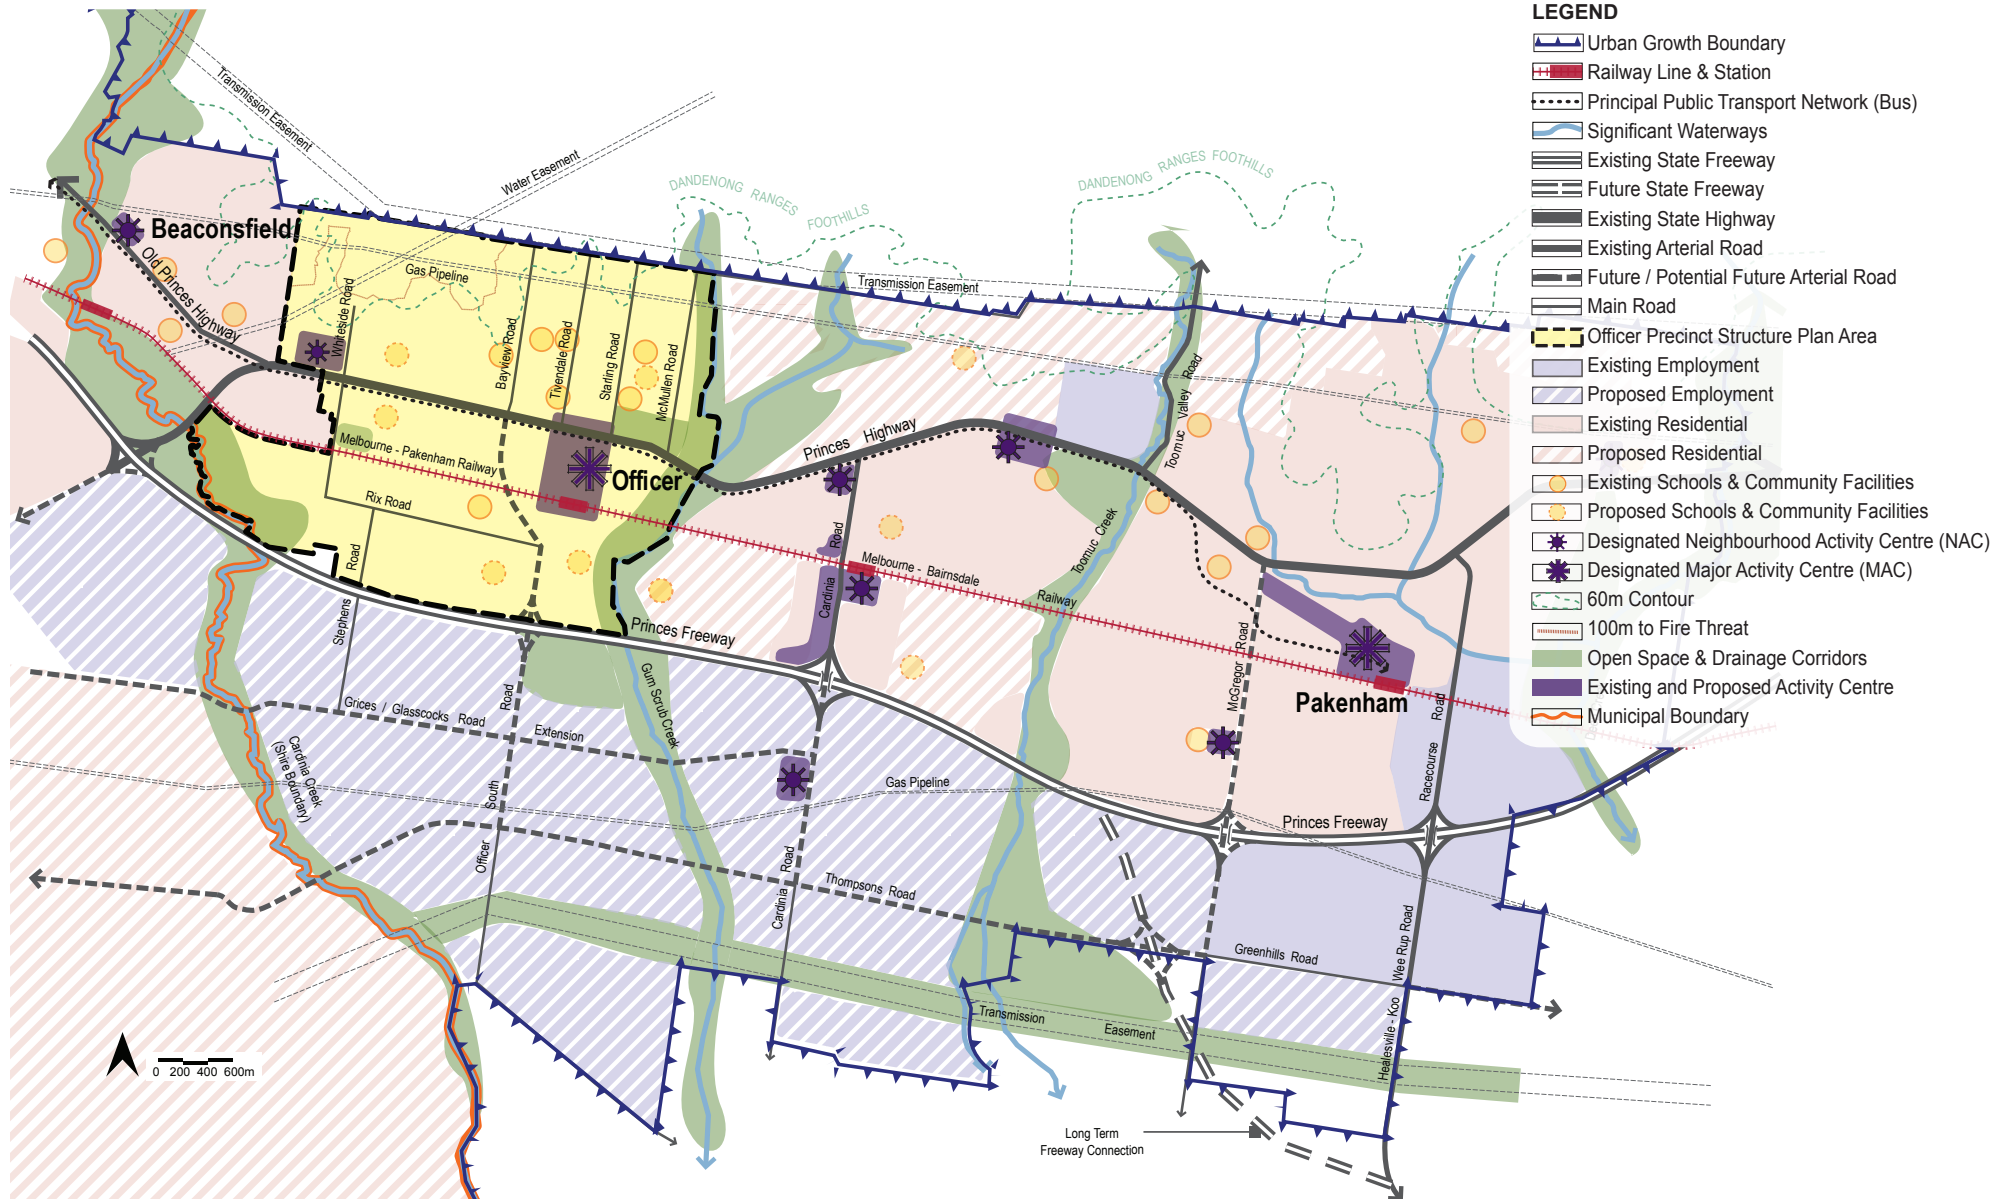 LEGEND
Urban Growth Boundary
Railway Line & Station
Principal Public Transport Network (Bus)
Significant Waterways
Existing State Freeway
Future State Freeway
Existing State Highway
Existing Arterial Road
Future / Potential Future Arterial Road
Main Road
Officer Precinct Structure Plan Area
Existing Employment
Proposed Employment
Existing Residential
Proposed Residential
Existing Schools & Community Facilities
Proposed Schools & Community Facilities
Designated Neighbourhood Activity Centre (NAC)
Designated Major Activity Centre (MAC)
60m Contour
100m to Fire Threat
Open Space & Drainage Corridors
Existing and Proposed Activity Centre
Municipal Boundary
Transmission Easement
Water Easement
DANDENONG RANGES FOOTHILLS
DANDENONG RANGES FOOTHILLS
Beaconsfield
Old Princes Highway
Gas Pipeline
Transmission Easement
Whiteside Road
Bayview Road
Tivendale Road
Starling Road
McMullen Road
Toomuc Valley Road
Princes Highway
Melbourne - Pakenham Railway
Officer
Rix Road
Road
Stephens
Road
Cardinia
Melbourne - Bairnsdale
Railway
Toomuc Creek
Princes Freeway
McGregor Road
Pakenham
Road
Racecourse
Gum Scrub Creek
Grices / Glasscocks Road
Extension
Road
South
Officer
Cardinia Creek
(Shire Boundary)
Gas Pipeline
Princes Freeway
Cardinia Road
Thompsons Road
Greenhills Road
Healesville - Koo Wee Rup Road
Transmission
Easement
0 200 400 600m
Long Term
Freeway Connection